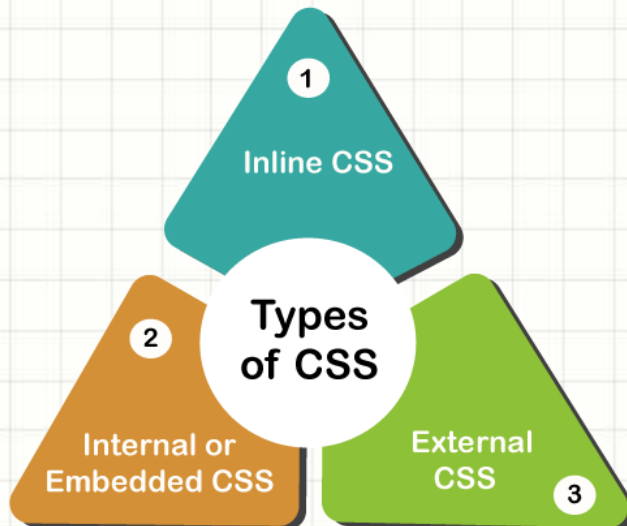 1
Inline CSS
Types
of CSS
2
Internal or
Embedded CSS
External
CSS
3